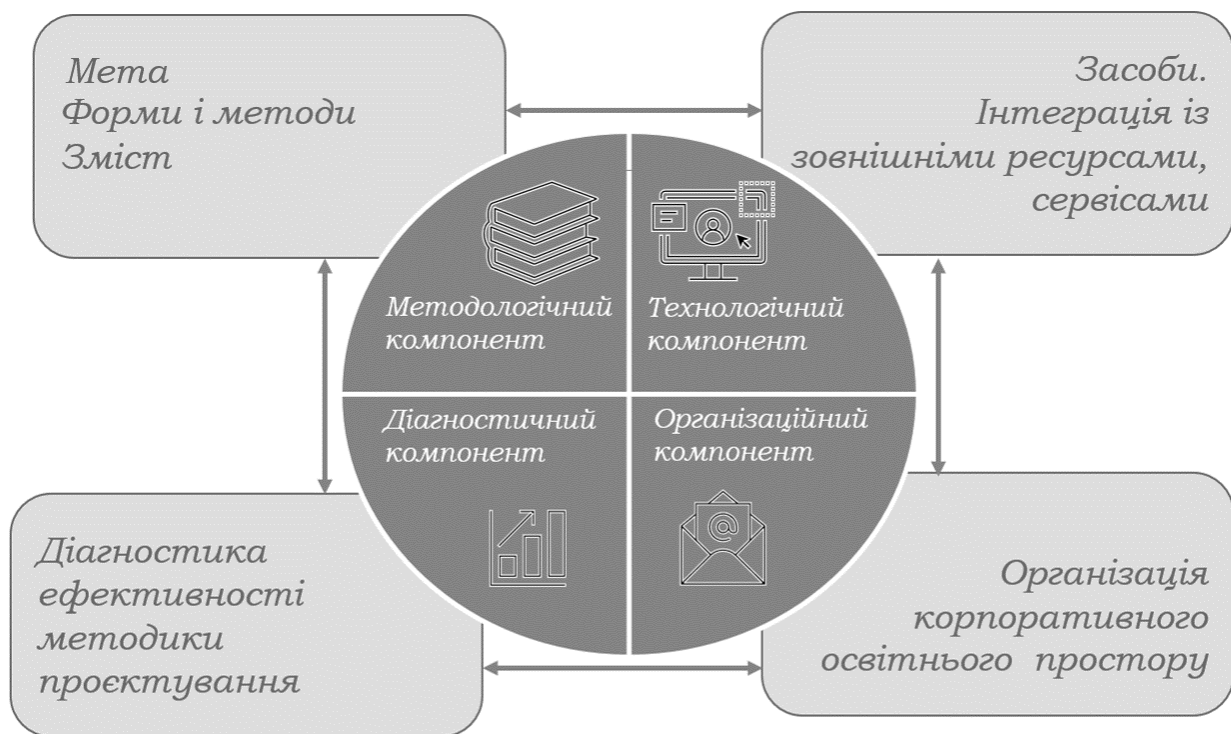 Мета
Форми і методи
Зміст
Засоби.
Інтеграція із
зовнішніми ресурсами,
сервісами
Методологічний
компонент
Технологічний
компонент
Діагностичний
компонент
Організаційний
компонент
@
Діагностика
ефективності
методики
проєктування
Організація
корпоративного
освітнього простору